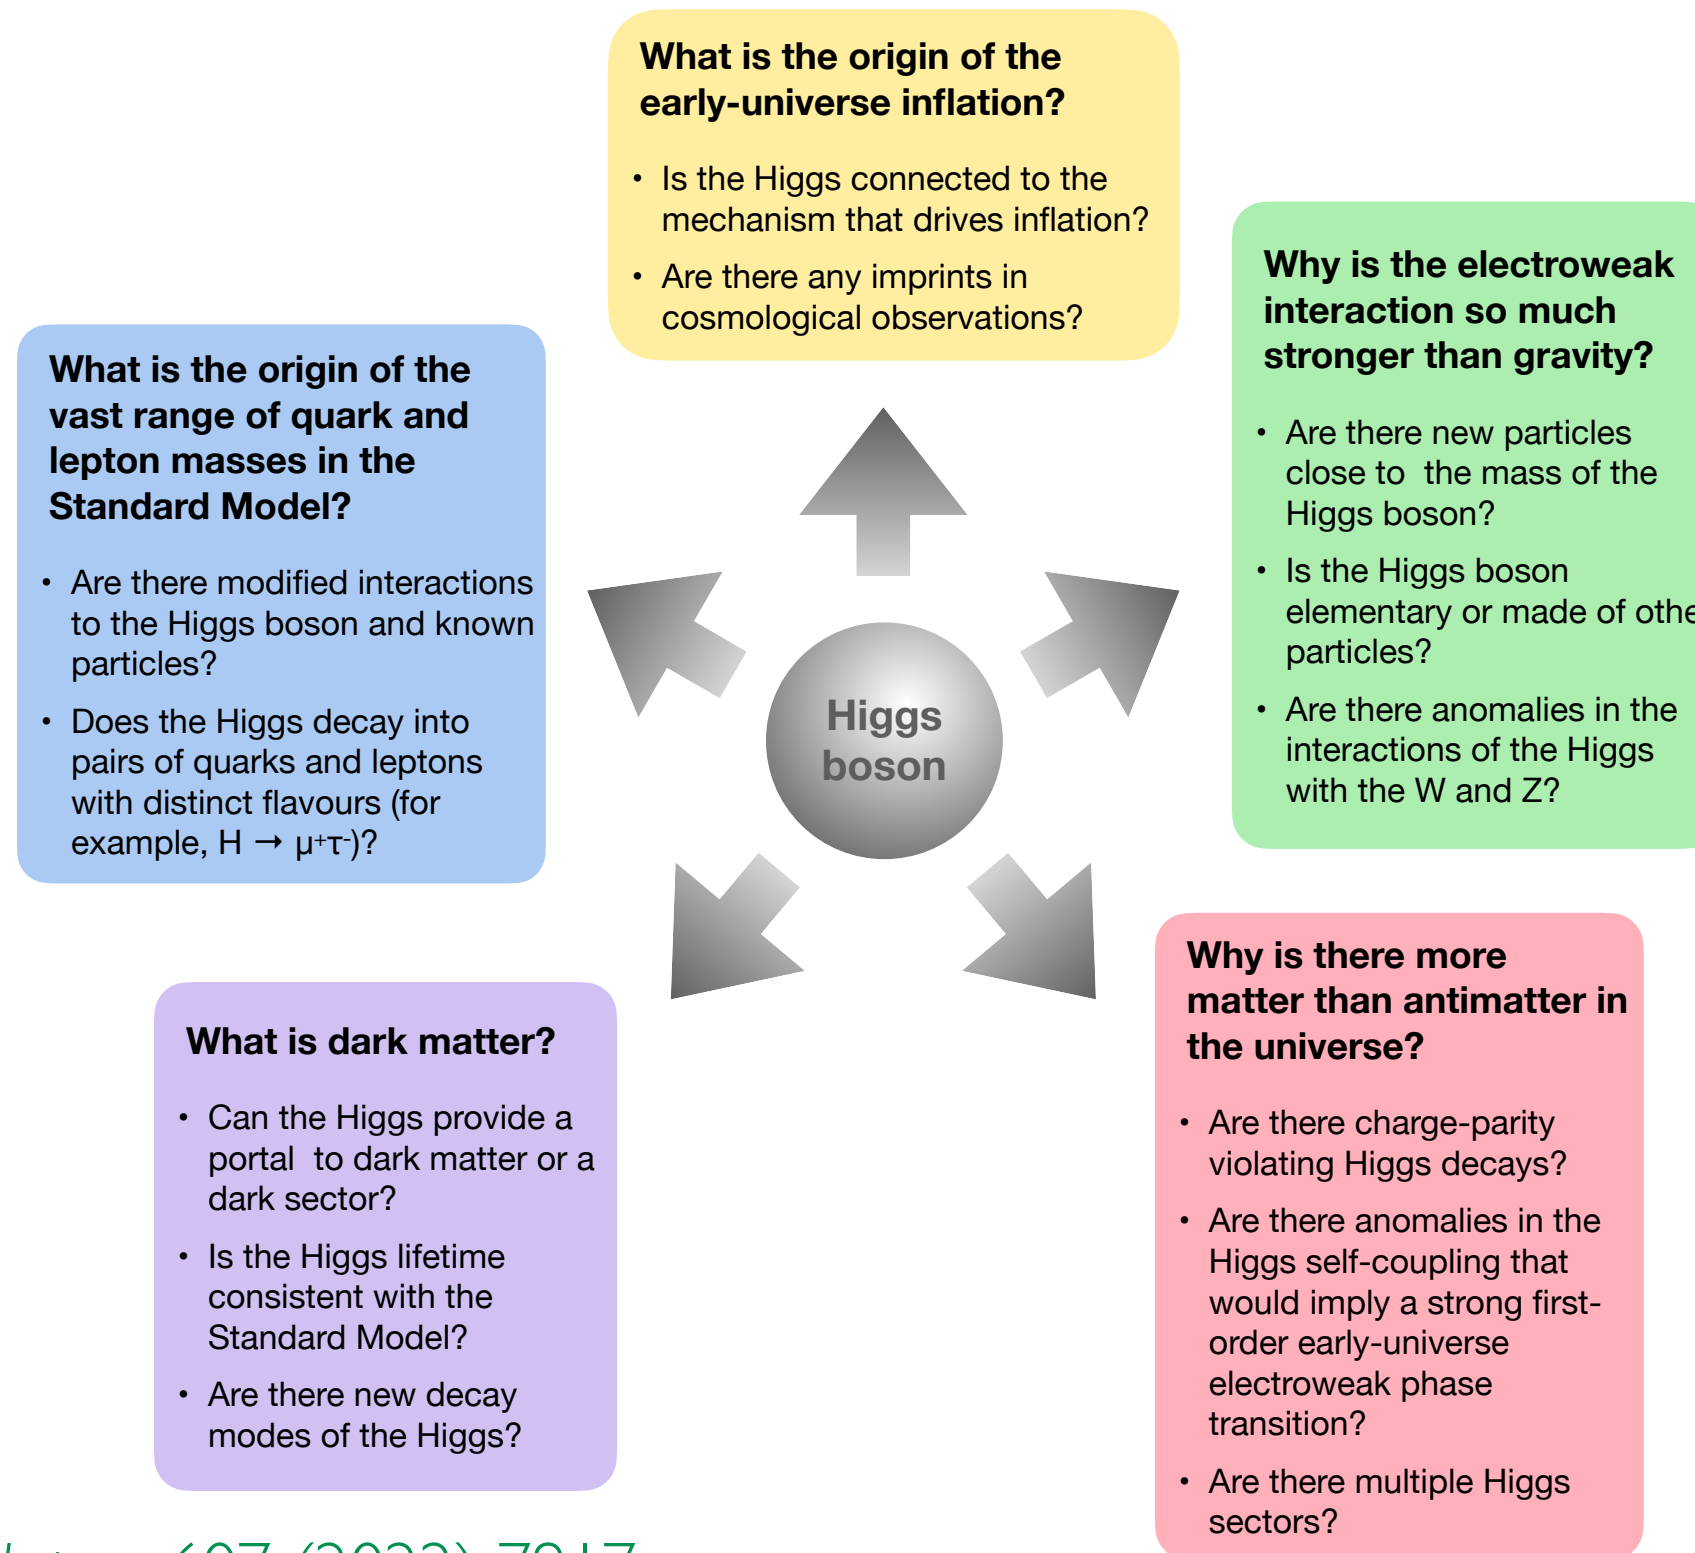 What is the origin of the
early-universe inflation?
• Is the Higgs connected to the
mechanism that drives inflation?
• Are there any imprints in
cosmological observations?
Why is the electroweak
interaction so much
stronger than gravity?
• Are there new particles
close to the mass of the
Higgs boson?
• Is the Higgs boson
elementary or made of othe
particles?
• Are there anomalies in the
interactions of the Higgs
with the W and Z?
What is the origin of the
vast range of quark and
lepton masses in the
Standard Model?
• Are there modified interactions
to the Higgs boson and known
particles?
• Does the Higgs decay into
pairs of quarks and leptons
with distinct flavours (for
example, H → μ⁺τ⁻)?
Higgs
boson
Why is there more
matter than antimatter in
the universe?
• Are there charge-parity
violating Higgs decays?
• Are there anomalies in the
Higgs self-coupling that
would imply a strong first-
order early-universe
electroweak phase
transition?
• Are there multiple Higgs
sectors?
What is dark matter?
• Can the Higgs provide a
portal to dark matter or a
dark sector?
• Is the Higgs lifetime
consistent with the
Standard Model?
• Are there new decay
modes of the Higgs?
607 (2022) 7917